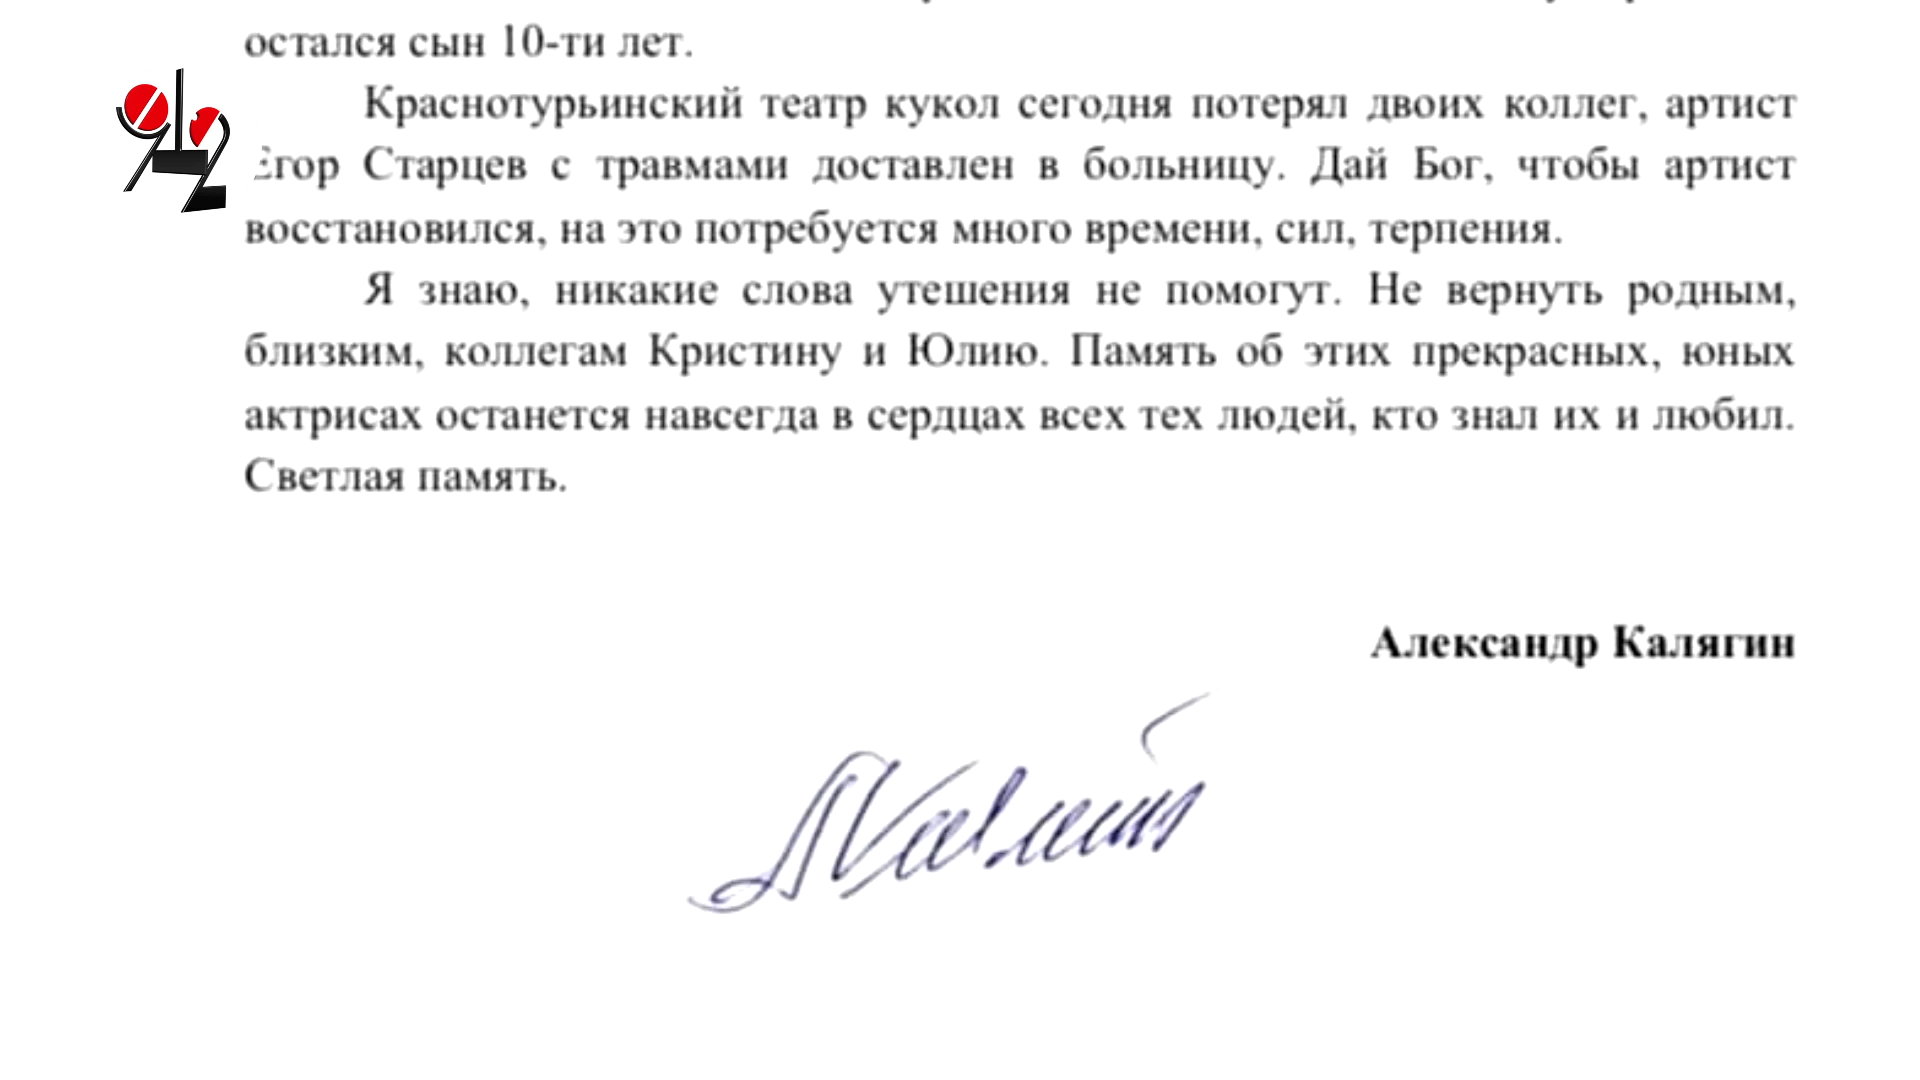 остался сын 10-ти лет.
Краснотурьинский театр кукол сегодня потерял двоих коллег, артист
Егор Старцев с травмами доставлен в больницу. Дай Бог, чтобы артист
восстановился, на это потребуется много времени, сил, терпения.
Я знаю, никакие слова утешения не помогут. Не вернуть родным,
близким, коллегам Кристину и Юлию. Память об этих прекрасных, юных
актрисах останется навсегда в сердцах всех тех людей, кто знал их и любил.
Светлая память.
Александр Калягин